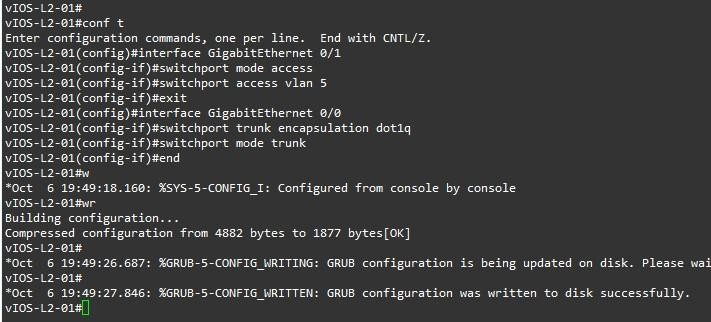 vIOS-L2-01#
vIOS-L2-01#conf t
Enter configuration commands, one per line.  End with CNTL/Z.
vIOS-L2-01(config)#interface GigabitEthernet 0/1
vIOS-L2-01(config-if)#switchport mode access
vIOS-L2-01(config-if)#switchport access vlan 5
vIOS-L2-01(config-if)#exit
vIOS-L2-01(config)#interface GigabitEthernet 0/0
vIOS-L2-01(config-if)#switchport trunk encapsulation dot1q
vIOS-L2-01(config-if)#switchport mode trunk
vIOS-L2-01(config-if)#end
vIOS-L2-01#w
*Oct  6 19:49:18.160: %SYS-5-CONFIG_I: Configured from console by console
vIOS-L2-01#wr
Building configuration...
Compressed configuration from 4882 bytes to 1877 bytes[OK]
vIOS-L2-01#
*Oct  6 19:49:26.687: %GRUB-5-CONFIG_WRITING: GRUB configuration is being updated on disk. Please wai
vIOS-L2-01#
*Oct  6 19:49:27.846: %GRUB-5-CONFIG_WRITTEN: GRUB configuration was written to disk successfully.
vIOS-L2-01#